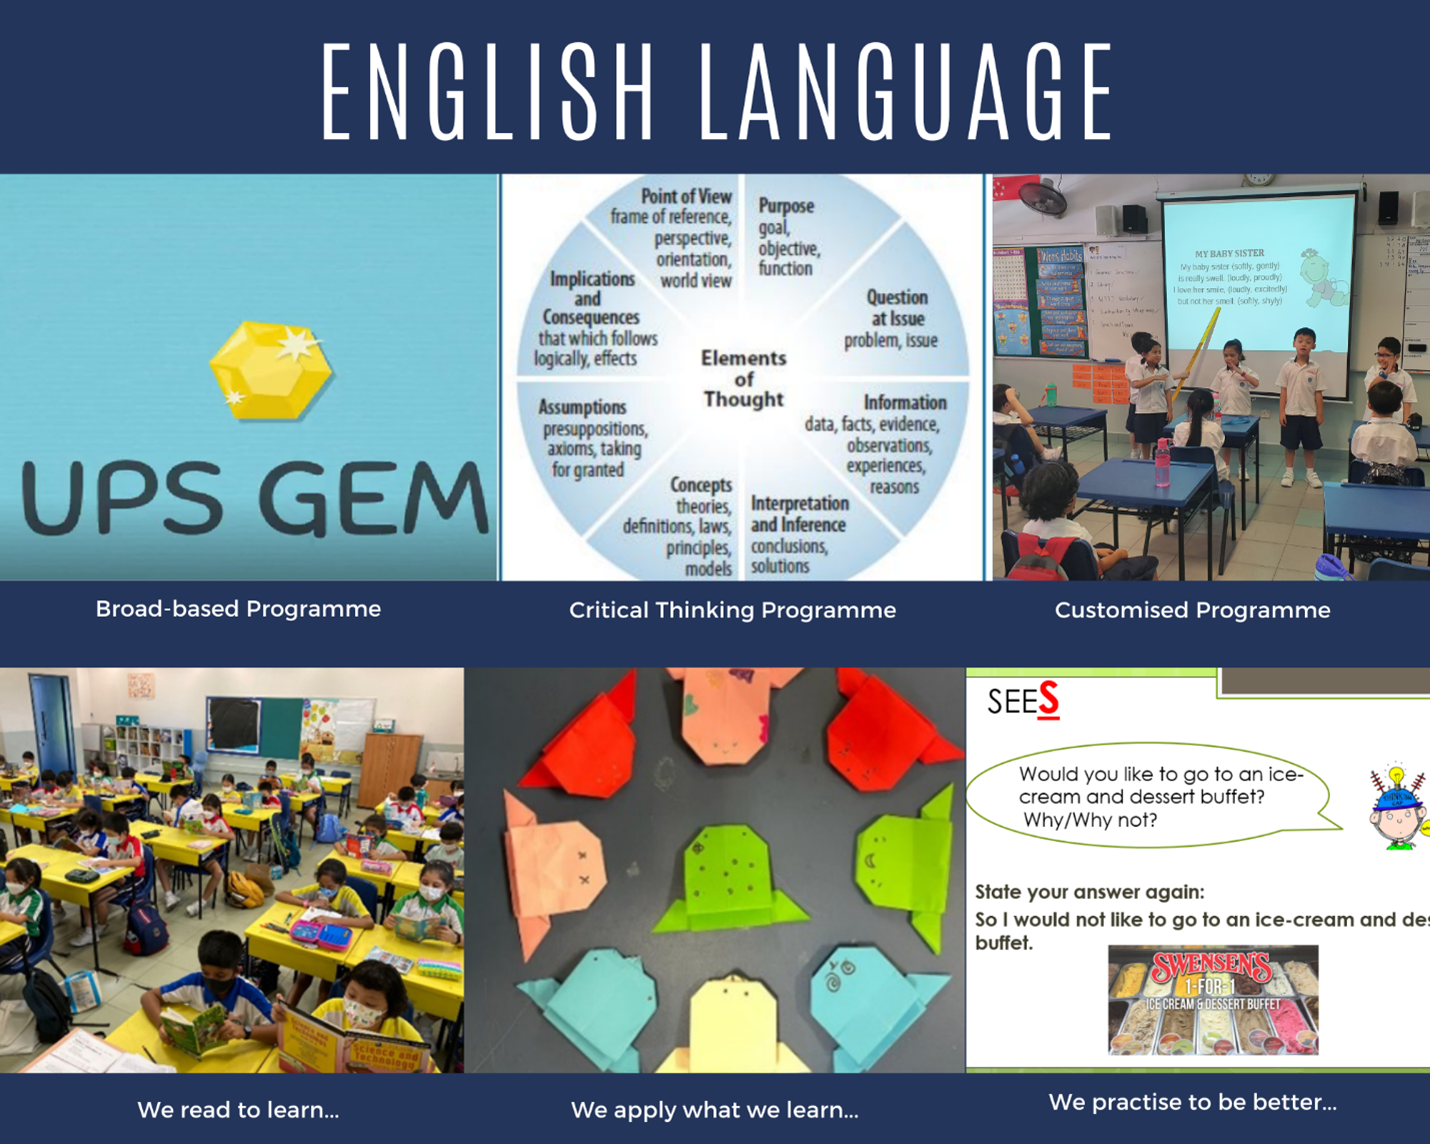 ENGLISH LANGUAGE
UPS GEM
Point of View
frame of reference,
perspective,
orientation,
world view
Purpose
goal,
objective,
function
Implications
and
Consequences
that which follows
logically, effects
Question
at Issue
problem, issue
Elements
of
Thought
Assumptions
presuppositions,
axioms, taking
for granted
Information
data, facts, evidence,
observations,
experiences,
reasons
Concepts
theories,
definitions, laws,
principles,
models
Interpretation
and Inference
conclusions,
solutions
MY BABY SISTER
My baby sister (softly, gently)
is really swell. (loudly, proudly)
I love her smile, (loudly, excitedly)
but not her smell. (softly, shyly)
Broad-based Programme
Critical Thinking Programme
Customised Programme
Science and
Technology
SEES
Would you like to go to an ice-
cream and dessert buffet?
Why/Why not?
State your answer again:
So I would not like to go to an ice-cream and des
buffet.
SWENSEN'S
1-FOR-1
ICE CREAM & DESSERT BUFFET
We read to learn...
We apply what we learn...
We practise to be better...